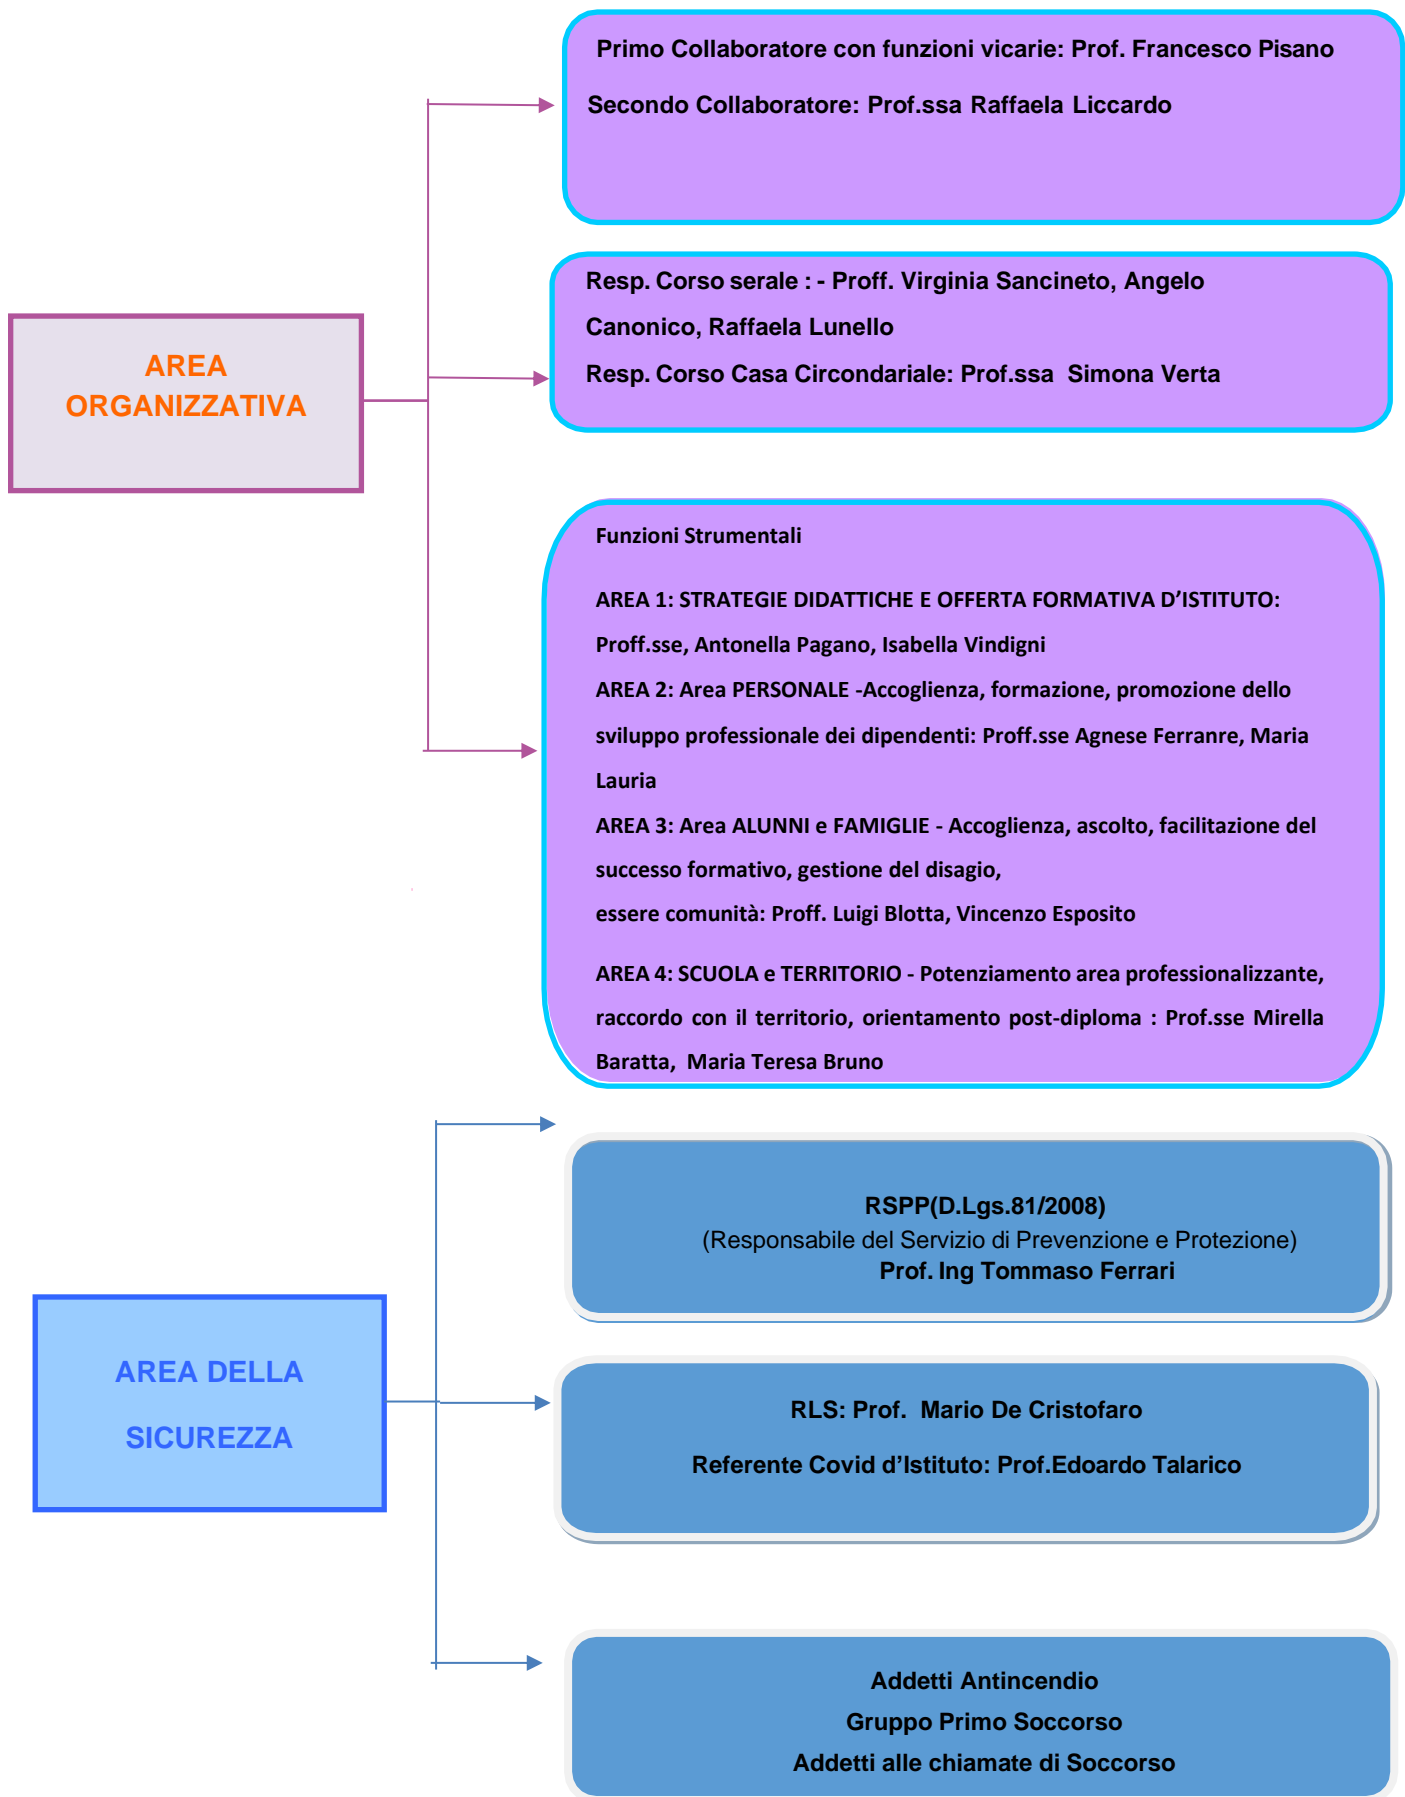 Primo Collaboratore con funzioni vicarie: Prof. Francesco Pisano
Secondo Collaboratore: Prof.ssa Raffaela Liccardo
Resp. Corso serale : - Proff. Virginia Sancineto, Angelo
Canonico, Raffaela Lunello
Resp. Corso Casa Circondariale: Prof.ssa Simona Verta
AREA
ORGANIZZATIVA
Funzioni Strumentali
AREA 1: STRATEGIE DIDATTICHE E OFFERTA FORMATIVA D’ISTITUTO:
Proff.sse, Antonella Pagano, Isabella Vindigni
AREA 2: Area PERSONALE -Accoglienza, formazione, promozione dello
sviluppo professionale dei dipendenti: Proff.sse Agnese Ferranre, Maria
Lauria
AREA 3: Area ALUNNI e FAMIGLIE - Accoglienza, ascolto, facilitazione del
successo formativo, gestione del disagio,
essere comunità: Proff. Luigi Blotta, Vincenzo Esposito
AREA 4: SCUOLA e TERRITORIO - Potenziamento area professionalizzante,
raccordo con il territorio, orientamento post-diploma : Prof.sse Mirella
Baratta, Maria Teresa Bruno
RSPP(D.Lgs.81/2008)
(Responsabile del Servizio di Prevenzione e Protezione)
Prof. Ing Tommaso Ferrari
AREA DELLA
SICUREZZA
RLS: Prof. Mario De Cristofaro
Referente Covid d’Istituto: Prof.Edoardo Talarico
Addetti Antincendio
Gruppo Primo Soccorso
Addetti alle chiamate di Soccorso